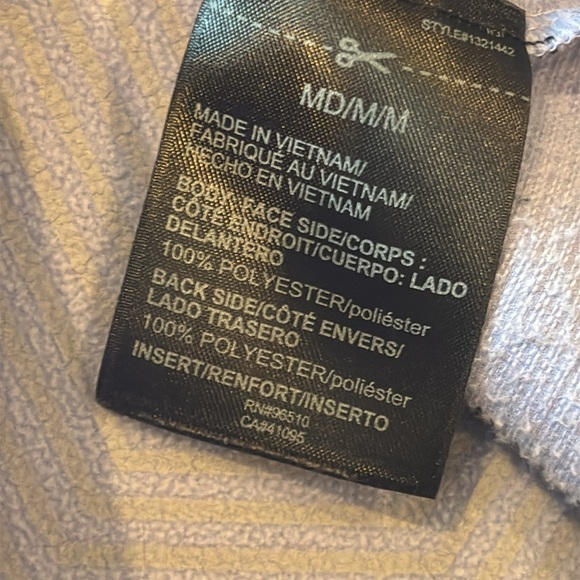 STYLE#1321442
MD/M/M
MADE IN VIETNAM/
FABRIQUÉ AU VIETNAM/
HECHO EN VIETNAM
BODY: FACE SIDE/CORPS :
CÔTÉ ENDROIT/CUERPO: LADO
DELANTERO
100% POLYESTER/poliéster
BACK SIDE/CÔTÉ ENVERS/
LADO TRASERO
100% POLYESTER/poliéster
INSERT/RENFORT/INSERTO
RN#96510
CA#41095